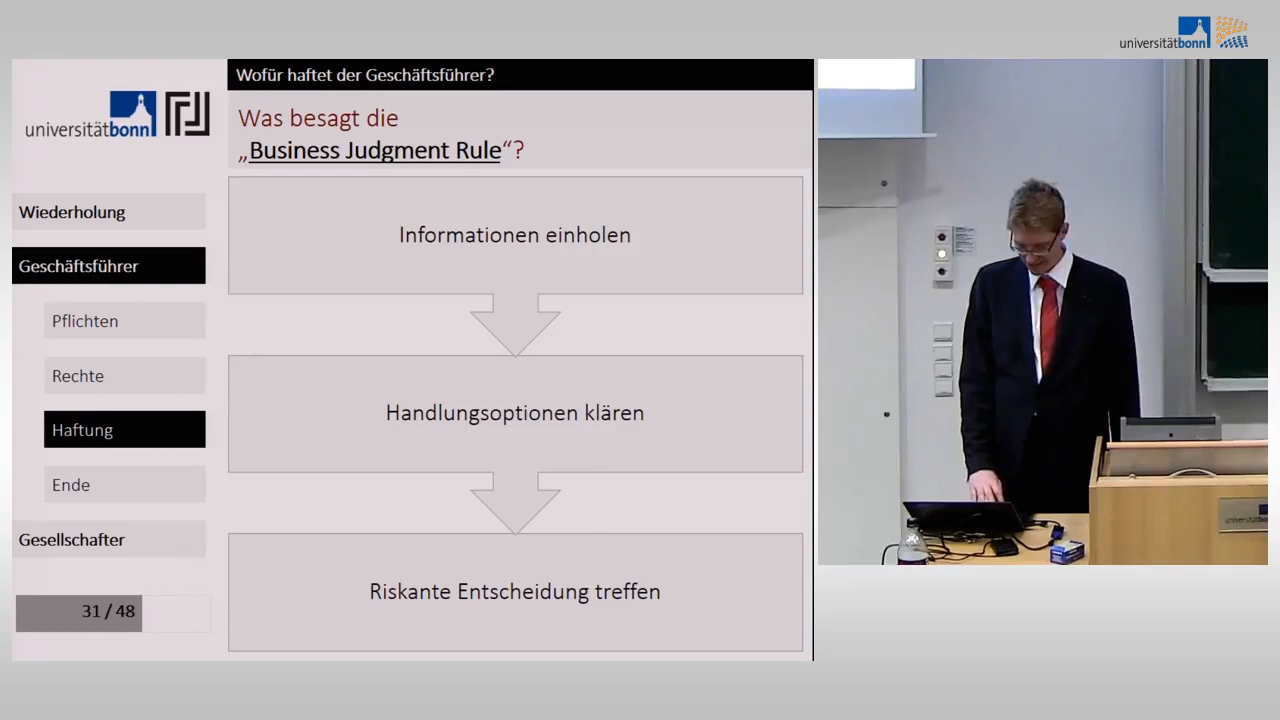 universitätbonn
Wofür haftet der Geschäftsführer?
universitätbonn
Was besagt die
„Business Judgment Rule“?
Wiederholung
Geschäftsführer
Pflichten
Rechte
Haftung
Ende
Gesellschafter
31 / 48
Informationen einholen
Handlungsoptionen klären
Riskante Entscheidung treffen
universitätbonn